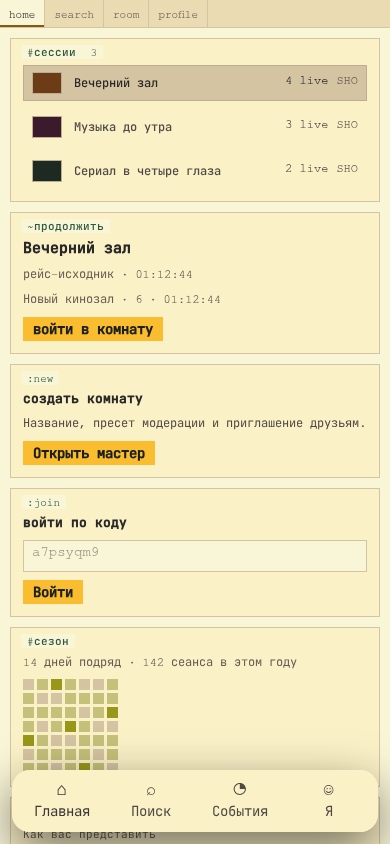 home search room profile
#сессии 3
Вечерний зал 4 live SHO
Музыка до утра 3 live SHO
Сериал в четыре глаза 2 live SHO
~продолжить
Вечерний зал
рейс-исходник · 01:12:44
Новый кинозал · 6 · 01:12:44
войти в комнату
:new
создать комнату
Название, пресет модерации и приглашение друзьям.
Открыть мастер
:join
войти по коду
a7psyqm9
Войти
#сезон
14 дней подряд · 142 сеанса в этом году
Главная Поиск События Я
Как вас представить